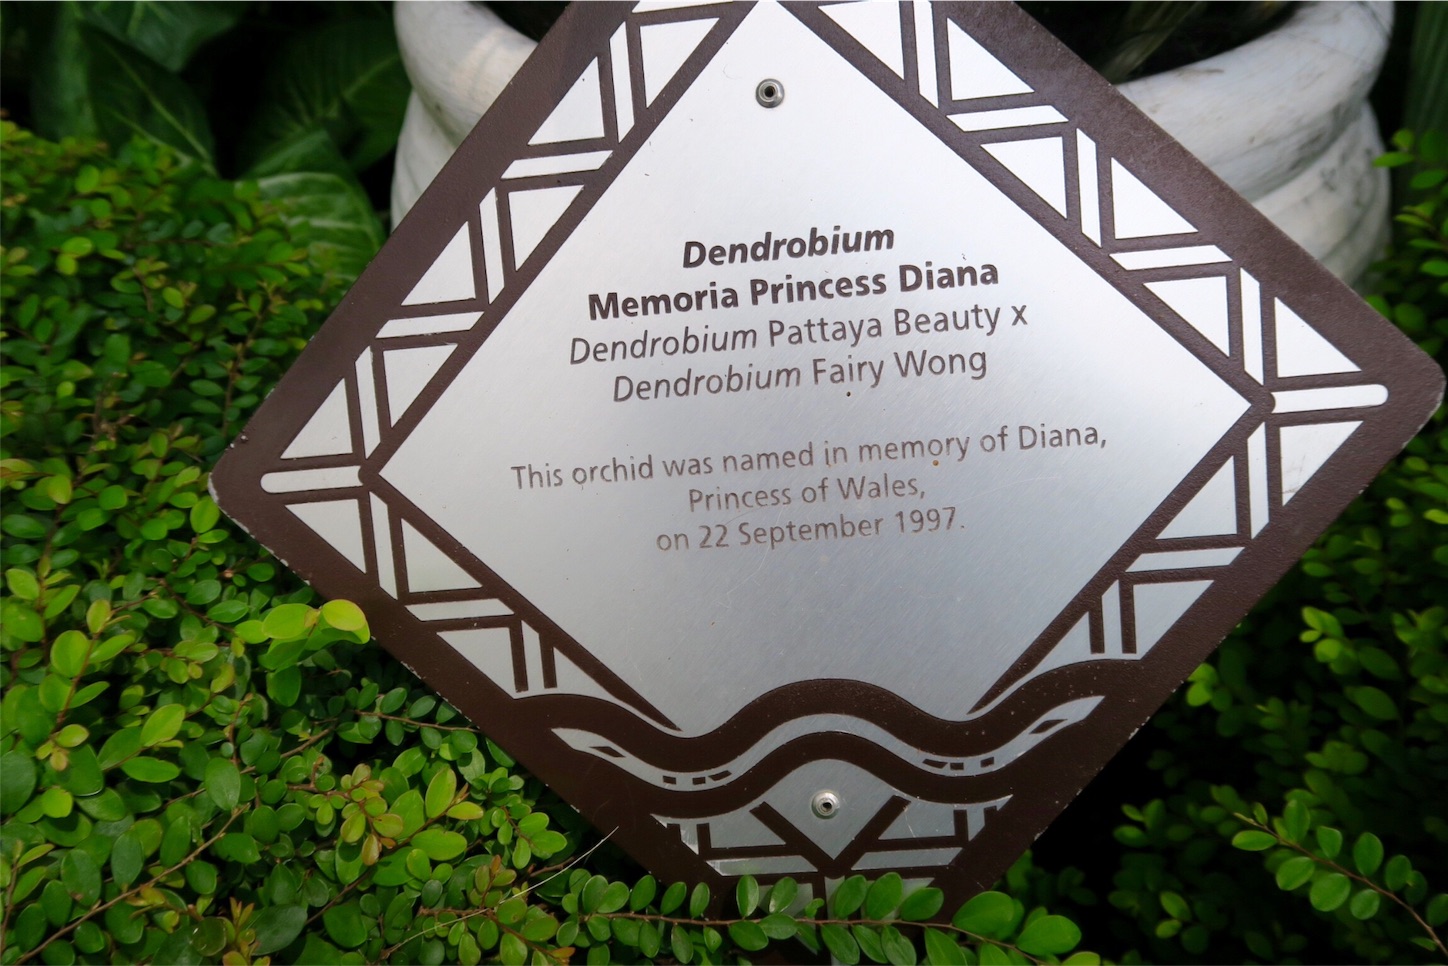 Dendrobium
Memoria Princess Diana
Dendrobium Pattaya Beauty x
Dendrobium Fairy Wong
This orchid was named in memory of Diana,
Princess of Wales,
on 22 September 1997.